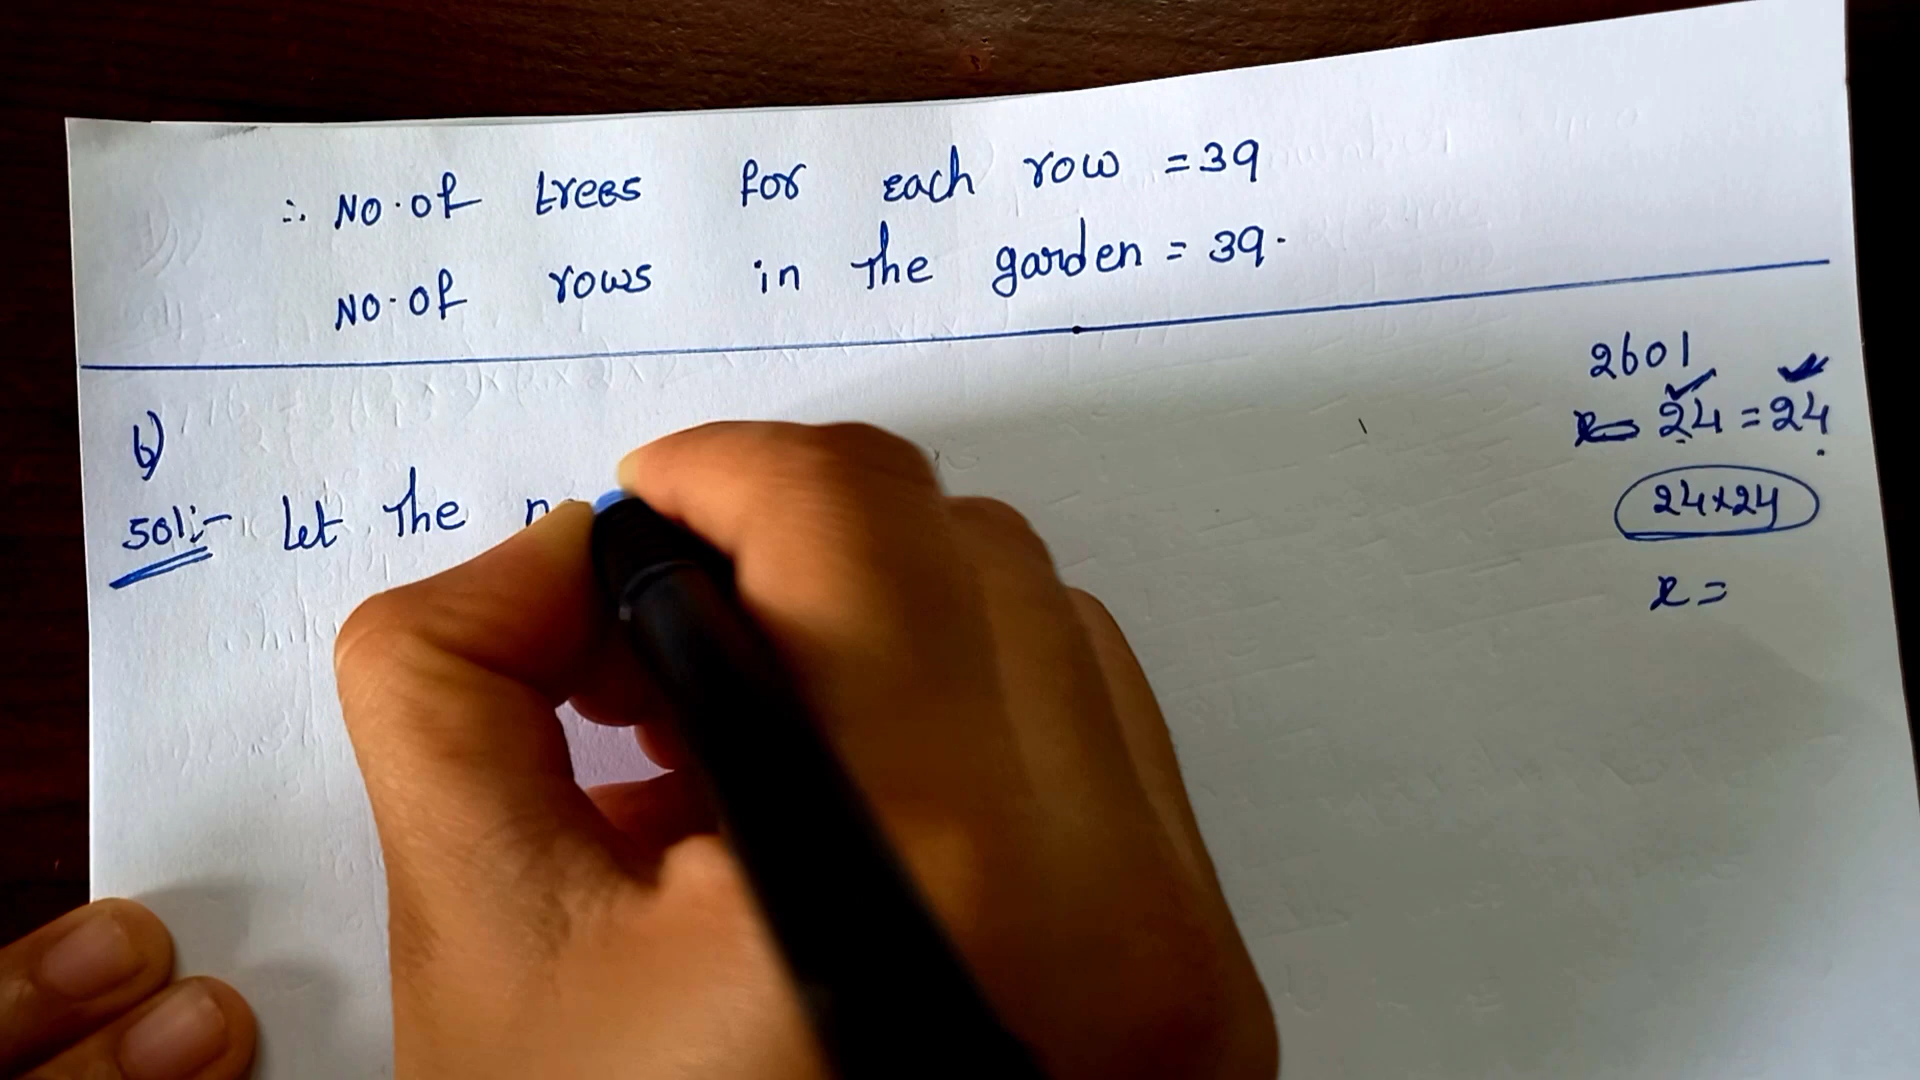 ∴ No. of trees for each row = 39
No. of rows in the garden = 39.
2601
24 = 24
24×24
x =
6)
Sol:- Let the